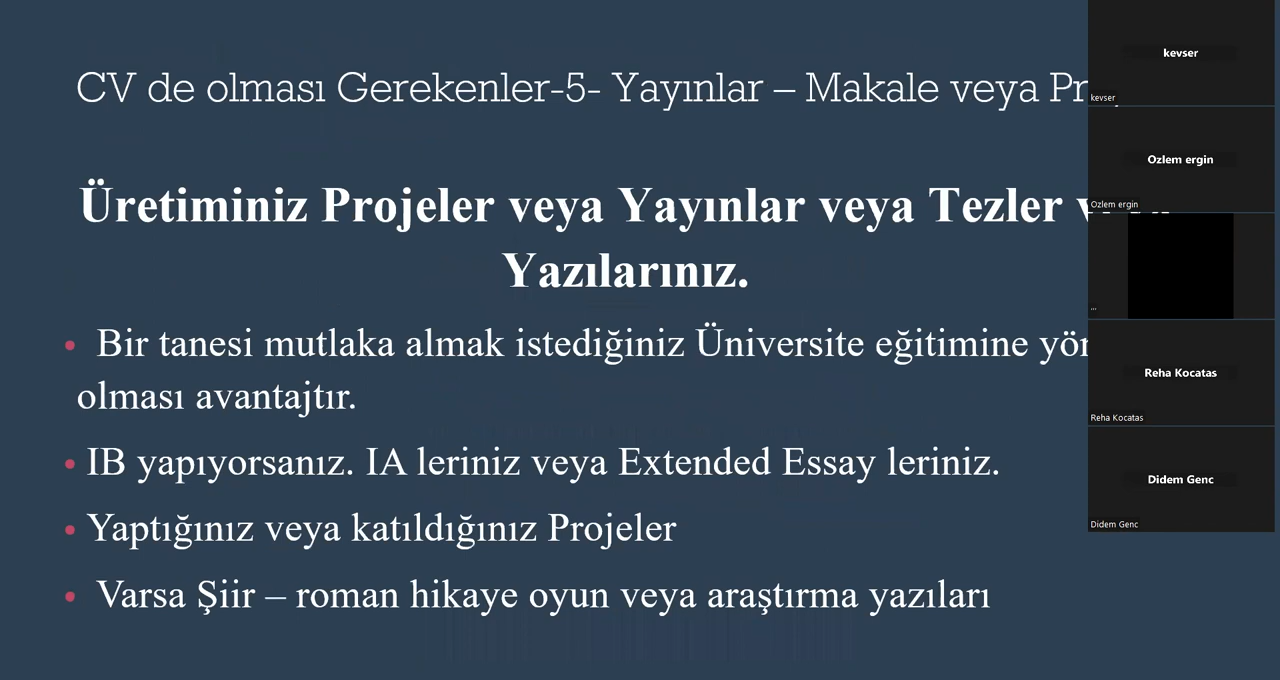 CV de olması Gerekenler-5- Yayınlar – Makale veya
Üretiminiz Projeler veya Yayınlar veya Tezler
Yazılarınız.
• Bir tanesi mutlaka almak istediğiniz Üniversite eğitimine
olması avantajtır.
• IB yapıyorsanız. IA leriniz veya Extended Essay leriniz.
• Yaptığınız veya katıldığınız Projeler
• Varsa Şiir – roman hikaye oyun veya araştırma yazıları
kevser
kevser
Ozlem ergin
Ozlem ergin
...
Reha Kocatas
Reha Kocatas
Didem Genc
Didem Genc